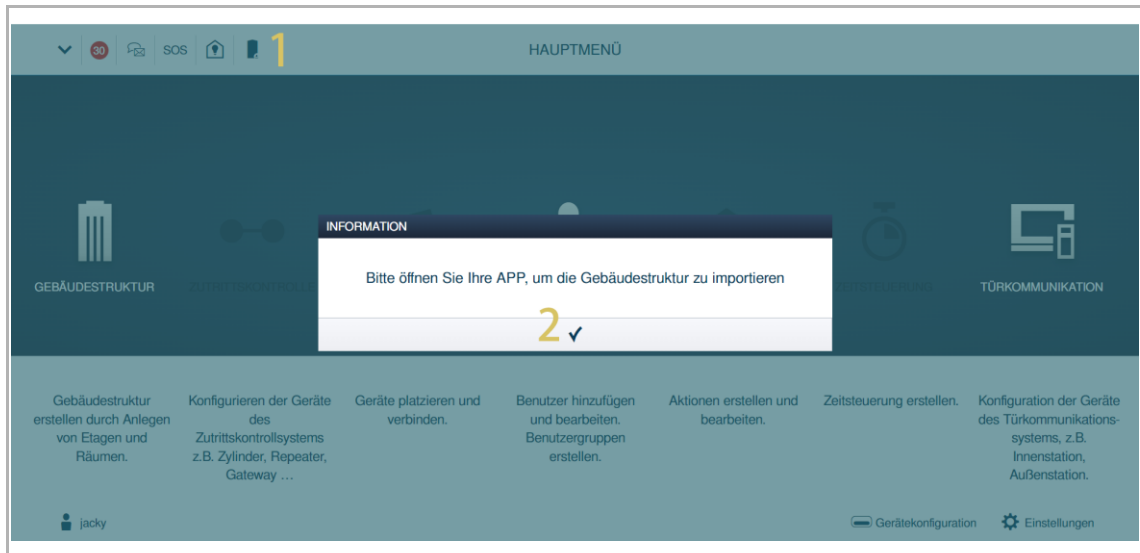 30 SOS 1 HAUPTMENÜ
INFORMATION
Bitte öffnen Sie Ihre APP, um die Gebäudestruktur zu importieren
2
GEBÄUDESTRUKTUR
TÜRKOMMUNIKATION
Gebäudestruktur
erstellen durch Anlegen
von Etagen und
Räumen.
Konfigurieren der Geräte
des
Zutrittskontrollsystems
z.B. Zylinder, Repeater,
Gateway ...
Geräte platzieren und
verbinden.
Benutzer hinzufügen
und bearbeiten.
Benutzergruppen
erstellen.
Aktionen erstellen und
bearbeiten.
Zeitsteuerung erstellen.
Konfiguration der Geräte
des Türkommunikations-
systems, z.B.
Innenstation,
Außenstation.
jacky
Gerätekonfiguration
Einstellungen